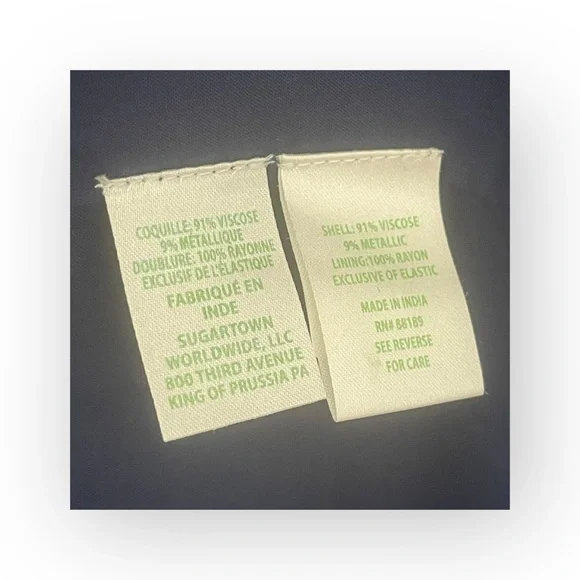 COQUILLE: 91% VISCOSE
9% MÉTALLIQUE
DOUBLURE: 100% RAYONNE
EXCLUSIF DE L'ÉLASTIQUE
FABRIQUÉ EN
INDE
SUGARTOWN
WORLDWIDE, LLC
800 THIRD AVENUE
KING OF PRUSSIA PA
SHELL: 91% VISCOSE
9% METALLIC
LINING:100% RAYON
EXCLUSIVE OF ELASTIC
MADE IN INDIA
RN# 88189
SEE REVERSE
FOR CARE